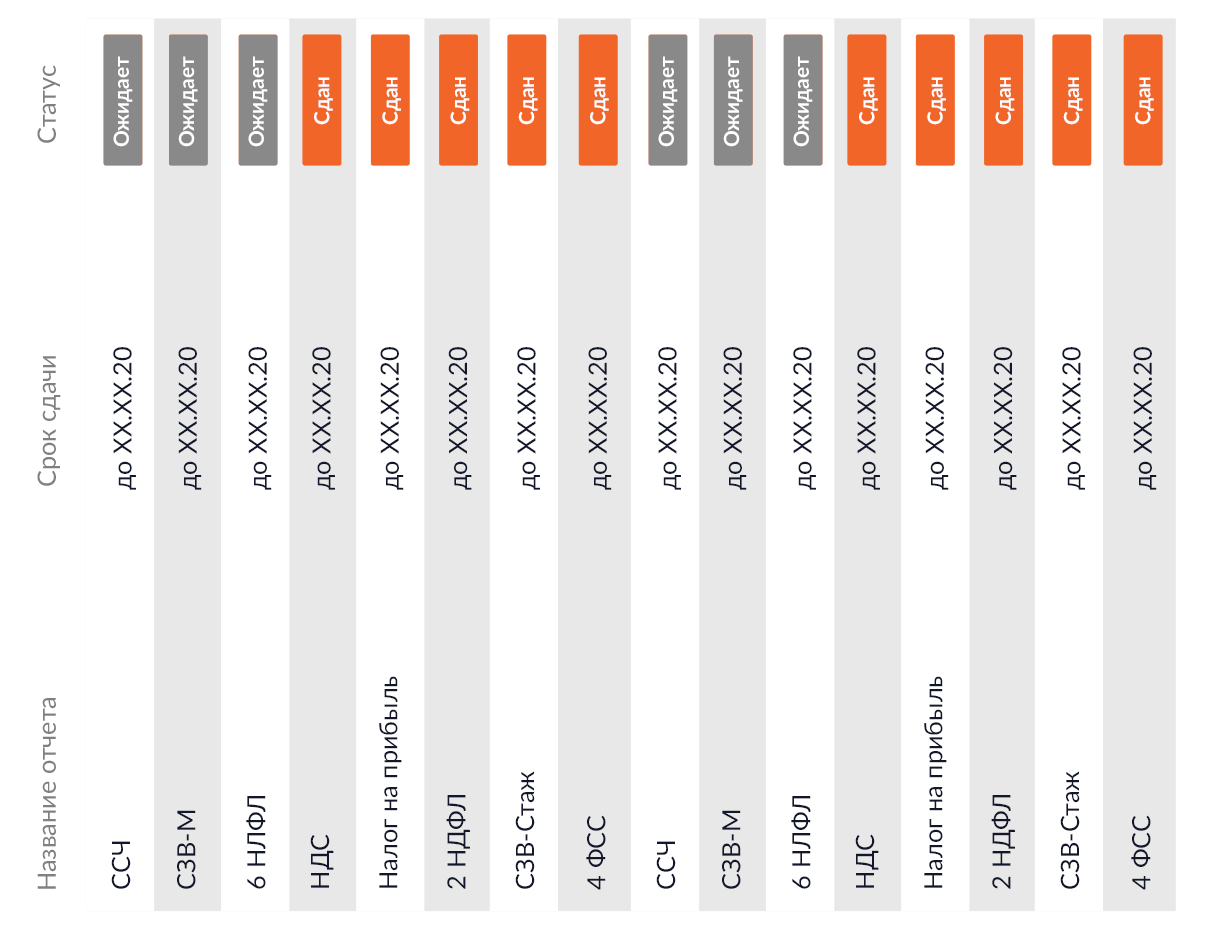 Название отчета Срок сдачи Статус
ССЧ до XX.XX.20 Ожидает
СЗВ-М до XX.XX.20 Ожидает
6 НЛФЛ до XX.XX.20 Ожидает
НДС до XX.XX.20 Сдан
Налог на прибыль до XX.XX.20 Сдан
2 НДФЛ до XX.XX.20 Сдан
СЗВ-Стаж до XX.XX.20 Сдан
4 ФСС до XX.XX.20 Сдан
ССЧ до XX.XX.20 Ожидает
СЗВ-М до XX.XX.20 Ожидает
6 НЛФЛ до XX.XX.20 Ожидает
НДС до XX.XX.20 Сдан
Налог на прибыль до XX.XX.20 Сдан
2 НДФЛ до XX.XX.20 Сдан
СЗВ-Стаж до XX.XX.20 Сдан
4 ФСС до XX.XX.20 Сдан